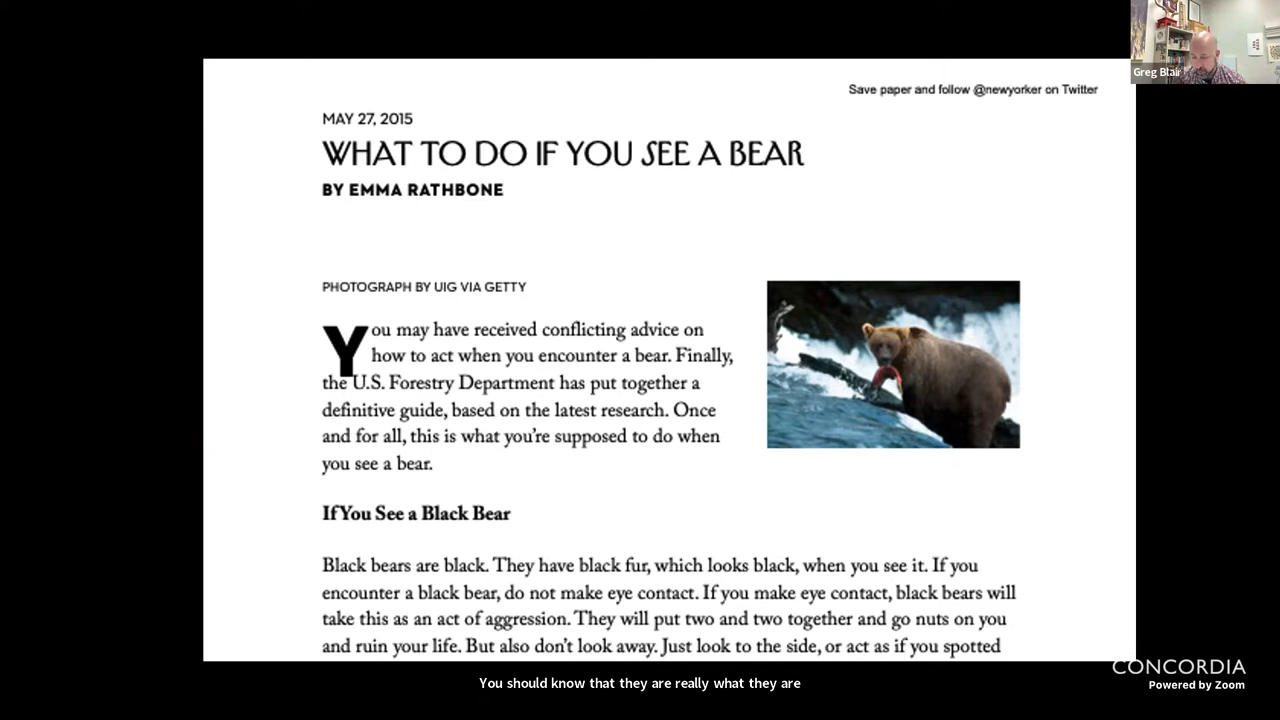 Greg Blair
Save paper and follow @newyorker on Twitter
MAY 27, 2015
WHAT TO DO IF YOU SEE A BEAR
BY EMMA RATHBONE
PHOTOGRAPH BY UIG VIA GETTY
You may have received conflicting advice on
how to act when you encounter a bear. Finally,
the U.S. Forestry Department has put together a
definitive guide, based on the latest research. Once
and for all, this is what you're supposed to do when
you see a bear.
If You See a Black Bear
Black bears are black. They have black fur, which looks black, when you see it. If you
encounter a black bear, do not make eye contact. If you make eye contact, black bears will
take this as an act of aggression. They will put two and two together and go nuts on you
and ruin your life. But also don't look away. Just look to the side, or act as if you spotted
CONCORDIA
Powered by Zoom
You should know that they are really what they are